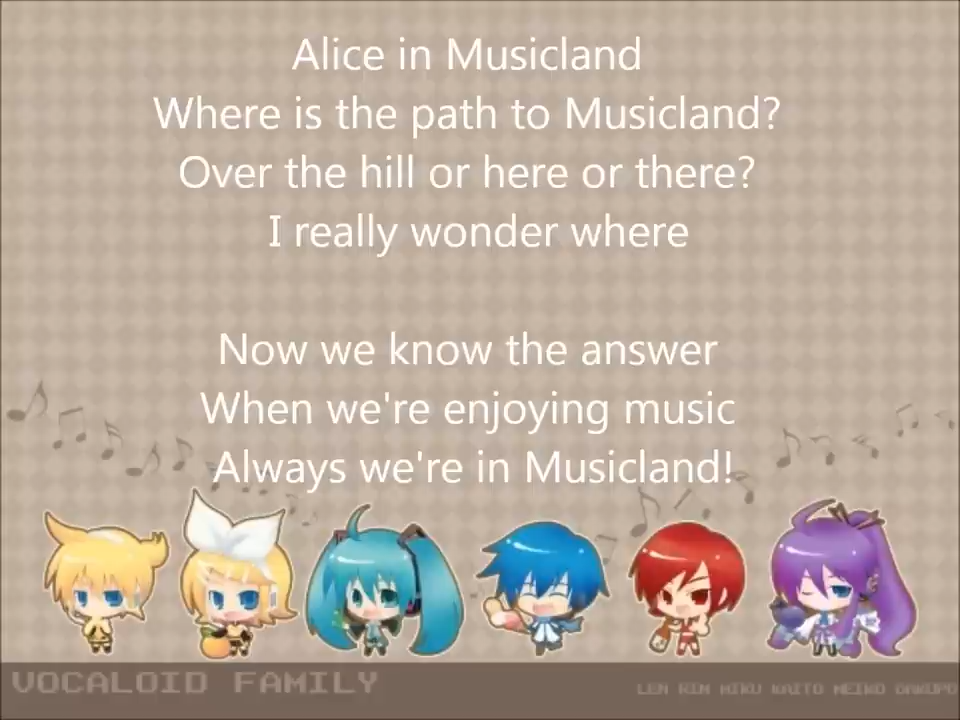 Alice in Musicland
Where is the path to Musicland?
Over the hill or here or there?
I really wonder where
Now we know the answer
When we're enjoying music
Always we're in Musicland!
VOCALOID FAMILY
LEN RIN MIKU KAITO MEIKO GAKUPO